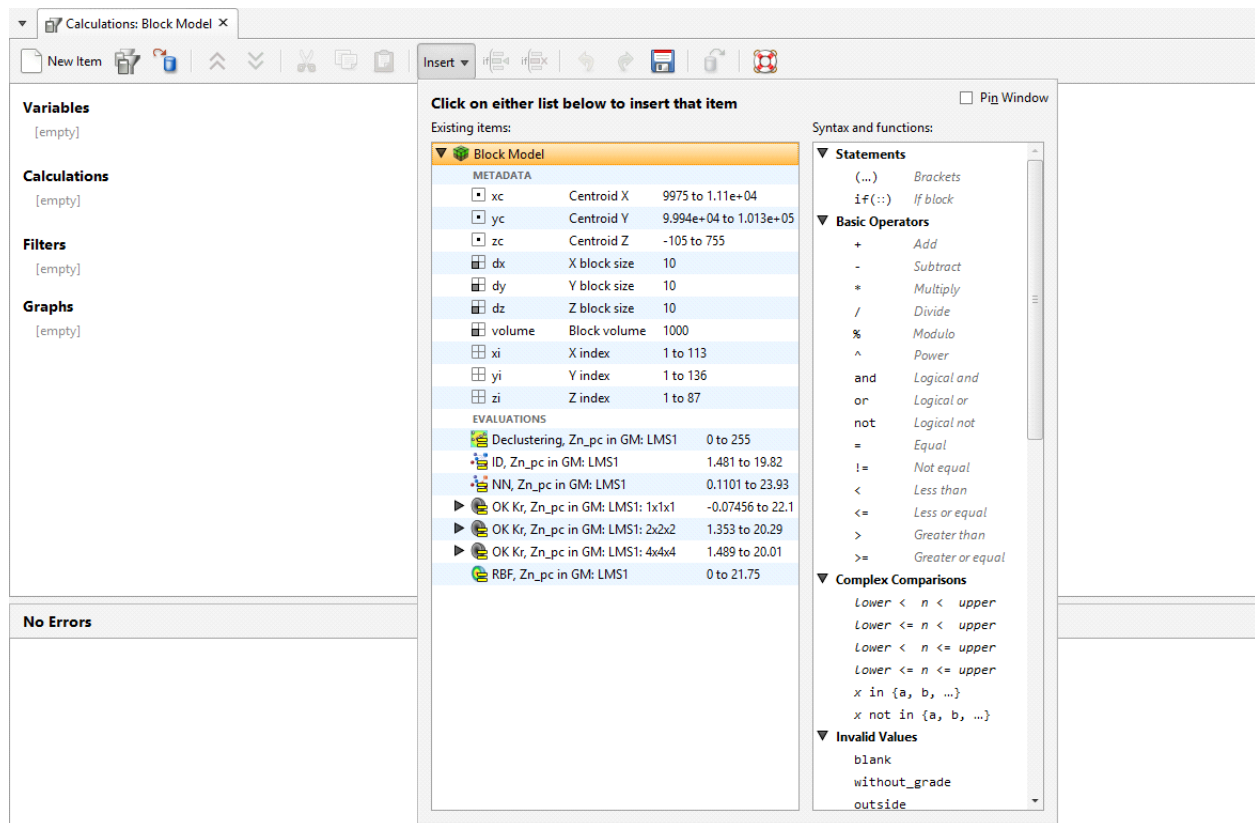 Calculations: Block Model
New Item
Insert
Variables
[empty]
Calculations
[empty]
Filters
[empty]
Graphs
[empty]
No Errors
Click on either list below to insert that item
Pin Window
Existing items:
Block Model
METADATA
xc Centroid X 9975 to 1.11e+04
yc Centroid Y 9.994e+04 to 1.013e+05
zc Centroid Z -105 to 755
dx X block size 10
dy Y block size 10
dz Z block size 10
volume Block volume 1000
xi X index 1 to 113
yi Y index 1 to 136
zi Z index 1 to 87
EVALUATIONS
Declustering, Zn_pc in GM: LMS1 0 to 255
ID, Zn_pc in GM: LMS1 1.481 to 19.82
NN, Zn_pc in GM: LMS1 0.1101 to 23.93
OK Kr, Zn_pc in GM: LMS1: 1x1x1 -0.07456 to 22.1
OK Kr, Zn_pc in GM: LMS1: 2x2x2 1.353 to 20.29
OK Kr, Zn_pc in GM: LMS1: 4x4x4 1.489 to 20.01
RBF, Zn_pc in GM: LMS1 0 to 21.75
Syntax and functions:
Statements
(…) Brackets
if(::) If block
Basic Operators
+ Add
- Subtract
* Multiply
/ Divide
% Modulo
^ Power
and Logical and
or Logical or
not Logical not
= Equal
!= Not equal
< Less than
<= Less or equal
> Greater than
>= Greater or equal
Complex Comparisons
lower < n < upper
lower <= n < upper
lower < n <= upper
lower <= n <= upper
x in {a, b, …}
x not in {a, b, …}
Invalid Values
blank
without_grade
outside